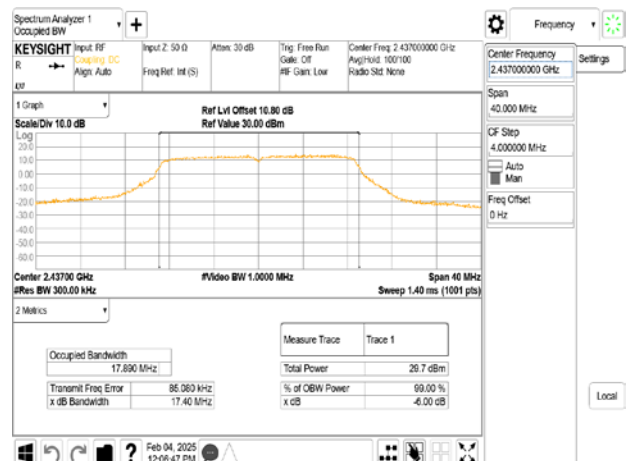 Spectrum Analyzer 1
Occupied BW
Frequency
KEYSIGHT
Input: RF
Coupling: DC
Align: Auto
Input Z: 50 Ω
Freq Ref: Int (S)
Atten: 30 dB
Trig: Free Run
Gate: Off
#IF Gain: Low
Center Freq: 2.437000000 GHz
Avg|Hold: 100/100
Radio Std: None
R
Center Frequency
2.437000000 GHz
Settings
Span
40.000 MHz
CF Step
4.000000 MHz
Auto
Man
Freq Offset
0 Hz
Local
1 Graph
Scale/Div 10.0 dB
Ref Lvl Offset 10.80 dB
Ref Value 30.00 dBm
Log
20.0
10.0
0.00
-10.0
-20.0
-30.0
-40.0
-50.0
-60.0
Center 2.43700 GHz
#Res BW 300.00 kHz
#Video BW 1.0000 MHz
Span 40 MHz
Sweep 1.40 ms (1001 pts)
2 Metrics
Occupied Bandwidth
17.890 MHz
Transmit Freq Error 85.080 kHz
x dB Bandwidth 17.40 MHz
Measure Trace Trace 1
Total Power 29.7 dBm
% of OBW Power 99.00 %
x dB -6.00 dB
Feb 04, 2025
12:06:47 PM